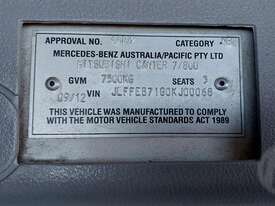 APPROVAL NO. CATEGORY
MERCEDES-BENZ AUSTRALIA/PACIFIC PTY LTD
MITSUBISHI CANTER 7/800
GVM 7500KG SEATS 3
09/12 VIN
THIS VEHICLE WAS MANUFACTURED TO COMPLY
WITH THE MOTOR VEHICLE STANDARDS ACT 1989